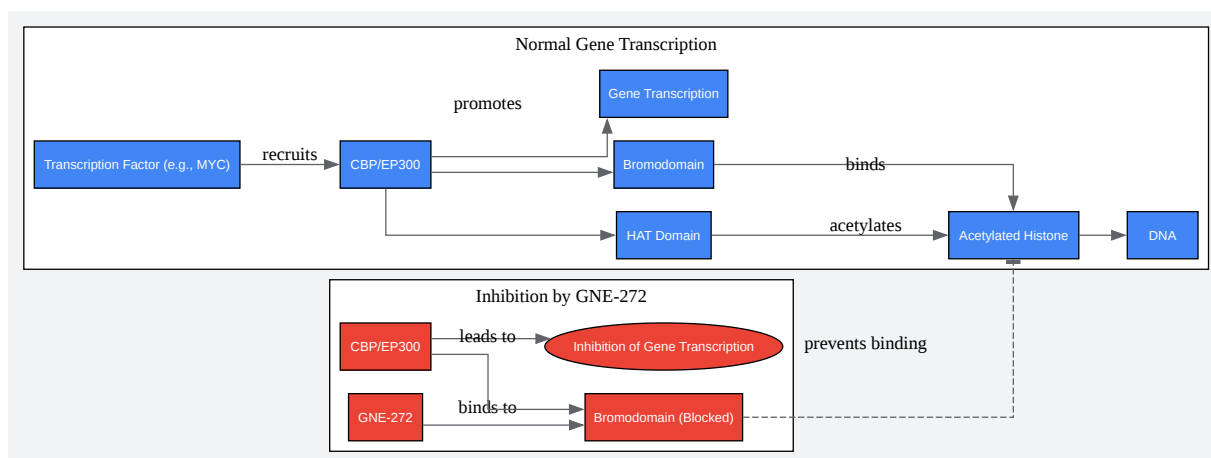 Normal Gene Transcription
Gene Transcription
promotes
Transcription Factor (e.g., MYC)
recruits
CBP/EP300
Bromodomain
binds
HAT Domain
acetylates
Acetylated Histone
DNA
Inhibition by GNE-272
CBP/EP300
leads to
Inhibition of Gene Transcription
prevents binding
GNE-272
binds to
Bromodomain (Blocked)